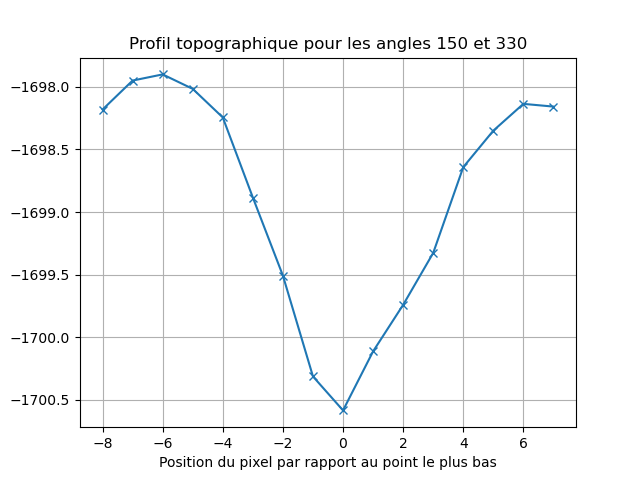 Profil topographique pour les angles 150 et 330
−1698.0
−1698.5
−1699.0
−1699.5
−1700.0
−1700.5
−8 −6 −4 −2 0 2 4 6
Position du pixel par rapport au point le plus bas